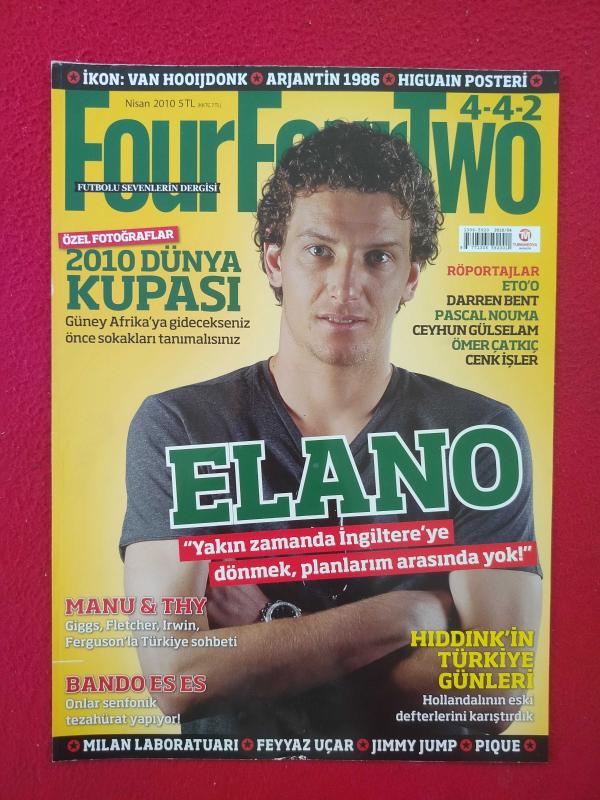 İKON: VAN HOOIJDONK ✪ ARJANTİN 1986 ✪ HIGUAIN POSTERİ
Nisan 2010 5TL (KKTC 7TL)
4-4-2
FourFourTwo
FUTBOLU SEVENLERİN DERGİSİ
ÖZEL FOTOĞRAFLAR
2010 DÜNYA
KUPASI
Güney Afrika'ya gidecekseniz
önce sokakları tanımalısınız
TURKMEDYA
RÖPORTAJLAR
ETO'O
DARREN BENT
PASCAL NOUMA
CEYHUN GÜLSELAM
ÖMER ÇATKIÇ
CENK İŞLER
ELANO
"Yakın zamanda İngiltere'ye
dönmek, planlarım arasında yok!"
MANU & THY
Giggs, Fletcher, Irwin,
Ferguson'la Türkiye sohbeti
BANDO ES ES
Onlar senfonik
tezahürat yapıyor!
HIDDINK'İN
TÜRKİYE
GÜNLERİ
Hollandalının eski
defterlerini karıştırdık
MILAN LABORATUARI ✪ FEYYAZ UÇAR ✪ JIMMY JUMP ✪ PIQUE